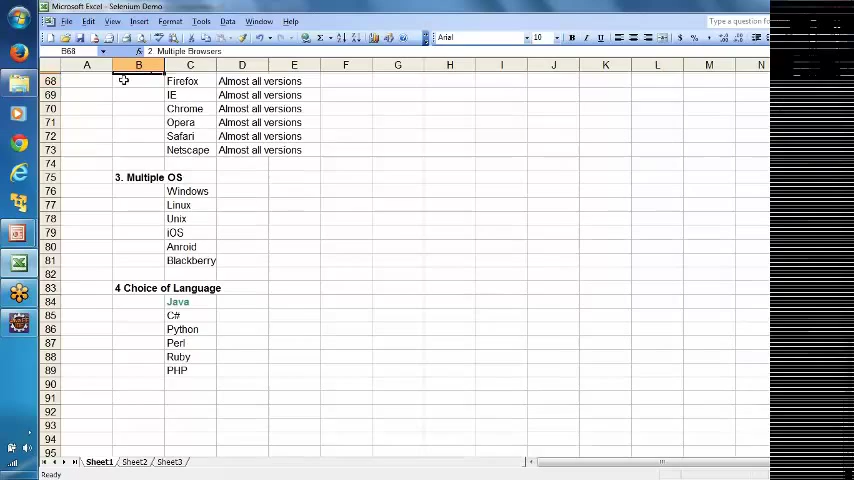 Microsoft Excel - Selenium Demo
File Edit View Insert Format Tools Data Window Help Type a question
Arial 10 B I U $ % ,
B68 fx 2 Multiple Browsers
A B C D E F G H I J K L M N
68 Firefox Almost all versions
69 IE Almost all versions
70 Chrome Almost all versions
71 Opera Almost all versions
72 Safari Almost all versions
73 Netscape Almost all versions
74
75 3. Multiple OS
76 Windows
77 Linux
78 Unix
79 iOS
80 Anroid
81 Blackberry
82
83 4 Choice of Language
84 Java
85 C#
86 Python
87 Perl
88 Ruby
89 PHP
90
91
92
93
94
95
Sheet1 Sheet2 Sheet3
Ready